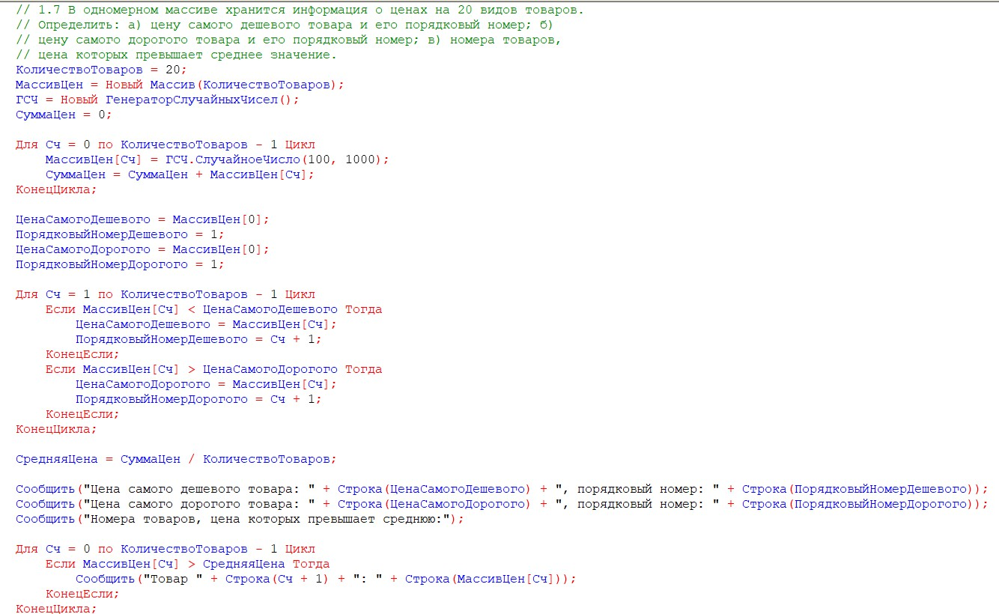 // 1.7 В одномерном массиве хранится информация о ценах на 20 видов товаров.
// Определить: а) цену самого дешевого товара и его порядковый номер; б)
// цену самого дорогого товара и его порядковый номер; в) номера товаров,
// цена которых превышает среднее значение.
КоличествоТоваров = 20;
МассивЦен = Новый Массив(КоличествоТоваров);
ГСЧ = Новый ГенераторСлучайныхЧисел();
СуммаЦен = 0;

Для Сч = 0 по КоличествоТоваров - 1 Цикл
    МассивЦен[Сч] = ГСЧ.СлучайноеЧисло(100, 1000);
    СуммаЦен = СуммаЦен + МассивЦен[Сч];
КонецЦикла;

ЦенаСамогоДешевого = МассивЦен[0];
ПорядковыйНомерДешевого = 1;
ЦенаСамогоДорогого = МассивЦен[0];
ПорядковыйНомерДорогого = 1;

Для Сч = 1 по КоличествоТоваров - 1 Цикл
    Если МассивЦен[Сч] < ЦенаСамогоДешевого Тогда
        ЦенаСамогоДешевого = МассивЦен[Сч];
        ПорядковыйНомерДешевого = Сч + 1;
    КонецЕсли;
    Если МассивЦен[Сч] > ЦенаСамогоДорогого Тогда
        ЦенаСамогоДорогого = МассивЦен[Сч];
        ПорядковыйНомерДорогого = Сч + 1;
    КонецЕсли;
КонецЦикла;

СредняяЦена = СуммаЦен / КоличествоТоваров;

Сообщить("Цена самого дешевого товара: " + Строка(ЦенаСамогоДешевого) + ", порядковый номер: " + Строка(ПорядковыйНомерДешевого));
Сообщить("Цена самого дорогого товара: " + Строка(ЦенаСамогоДорогого) + ", порядковый номер: " + Строка(ПорядковыйНомерДорогого));
Сообщить("Номера товаров, цена которых превышает среднюю:");

Для Сч = 0 по КоличествоТоваров - 1 Цикл
    Если МассивЦен[Сч] > СредняяЦена Тогда
        Сообщить("Товар " + Строка(Сч + 1) + ": " + Строка(МассивЦен[Сч]));
    КонецЕсли;
КонецЦикла;